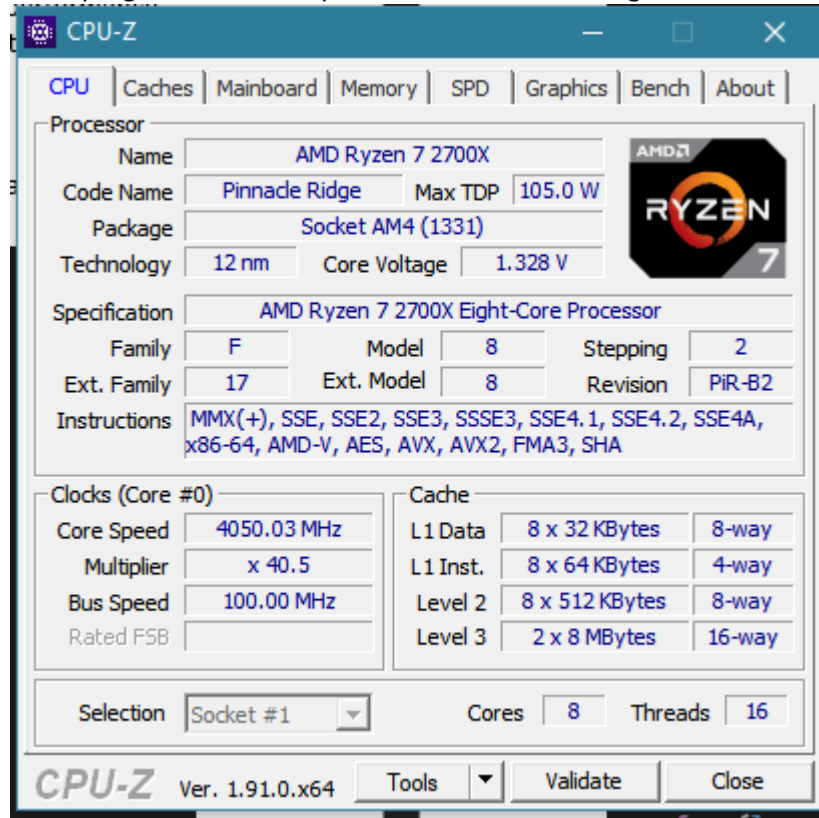 CPU-Z
CPU Caches Mainboard Memory SPD Graphics Bench About
Processor
Name AMD Ryzen 7 2700X
Code Name Pinnacle Ridge Max TDP 105.0 W
Package Socket AM4 (1331)
Technology 12 nm Core Voltage 1.328 V
AMD
RYZEN
7
Specification AMD Ryzen 7 2700X Eight-Core Processor
Family F Model 8 Stepping 2
Ext. Family 17 Ext. Model 8 Revision PiR-B2
Instructions MMX(+), SSE, SSE2, SSE3, SSSE3, SSE4.1, SSE4.2, SSE4A,
x86-64, AMD-V, AES, AVX, AVX2, FMA3, SHA
Clocks (Core #0)
Core Speed 4050.03 MHz
Multiplier x 40.5
Bus Speed 100.00 MHz
Rated FSB
Cache
L1 Data 8 x 32 KBytes 8-way
L1 Inst. 8 x 64 KBytes 4-way
Level 2 8 x 512 KBytes 8-way
Level 3 2 x 8 MBytes 16-way
Selection Socket #1 Cores 8 Threads 16
CPU-Z Ver. 1.91.0.x64 Tools Validate Close